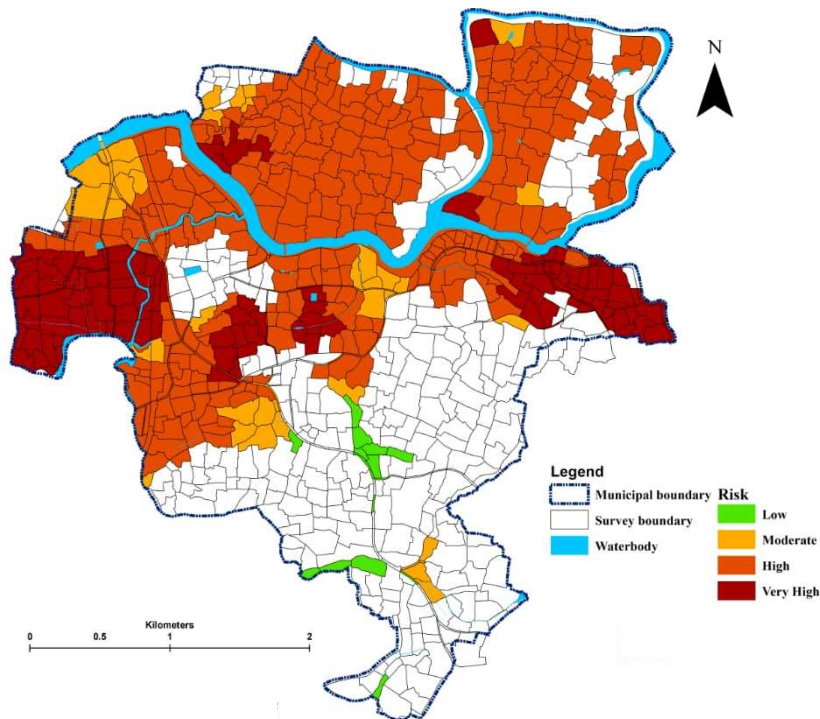 N
Legend
Municipal boundary
Survey boundary
Waterbody
Risk
Low
Moderate
High
Very High
Kilometers
0 0.5 1 2